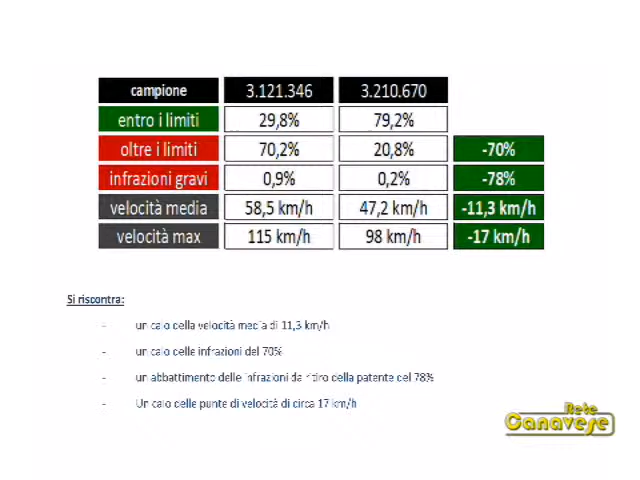 campione 3.121.346 3.210.670
entro i limiti 29,8% 79,2%
oltre i limiti 70,2% 20,8% -70%
infrazioni gravi 0,9% 0,2% -78%
velocità media 58,5 km/h 47,2 km/h -11,3 km/h
velocità max 115 km/h 98 km/h -17 km/h
Si riscontra:
- un calo della velocità media di 11,3 km/h
- un calo delle infrazioni del 70%
- un abbattimento delle infrazioni da ritiro della patente del 78%
- Un calo delle punte di velocità di circa 17 km/h
Rete
Canavese